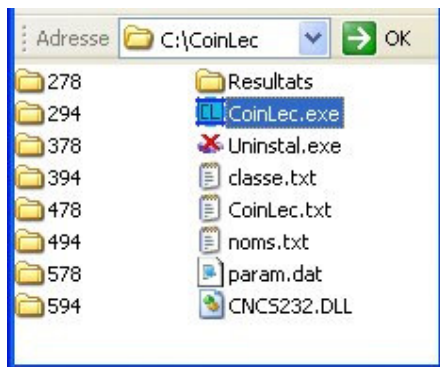 Adresse C:\CoinLec OK
278
294
378
394
478
494
578
594
Resultats
CL CoinLec.exe
Uninstal.exe
classe.txt
CoinLec.txt
noms.txt
param.dat
CNCS232.DLL